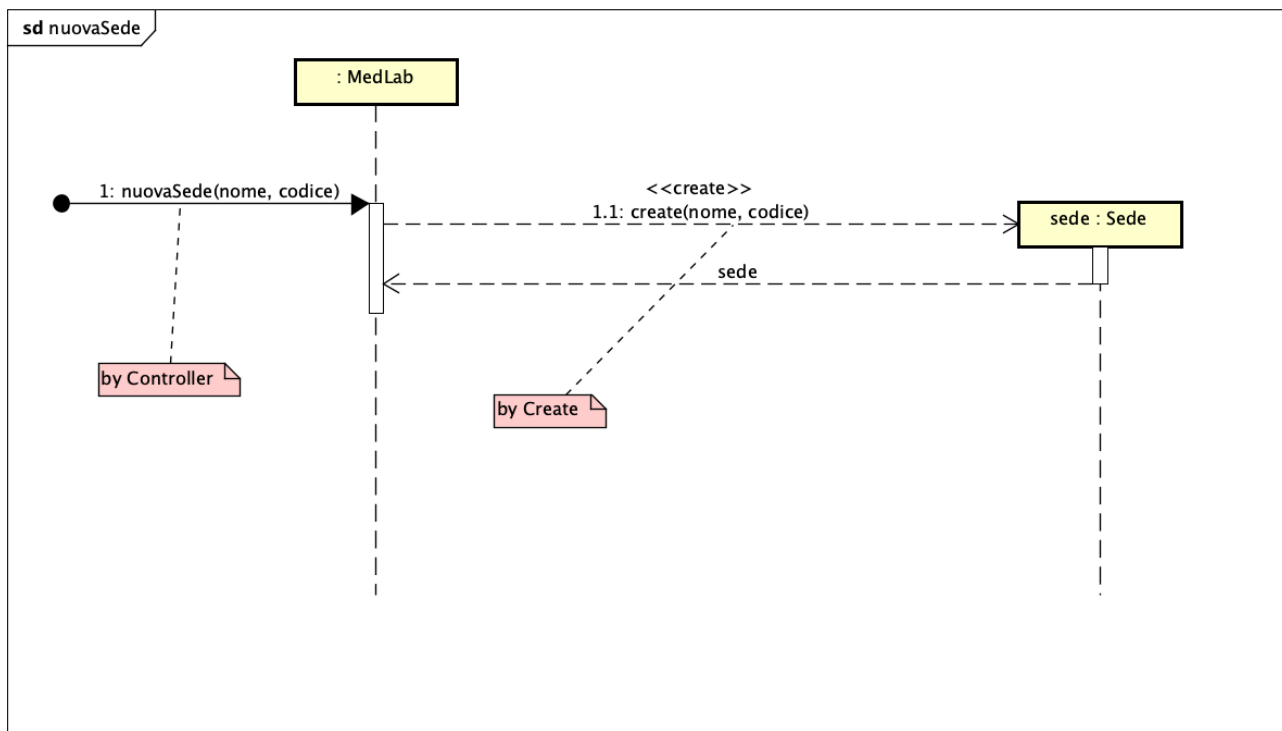 sd nuovaSede
: MedLab
1: nuovaSede(nome, codice)
<<create>>
1.1: create(nome, codice)
sede : Sede
sede
by Controller
by Create